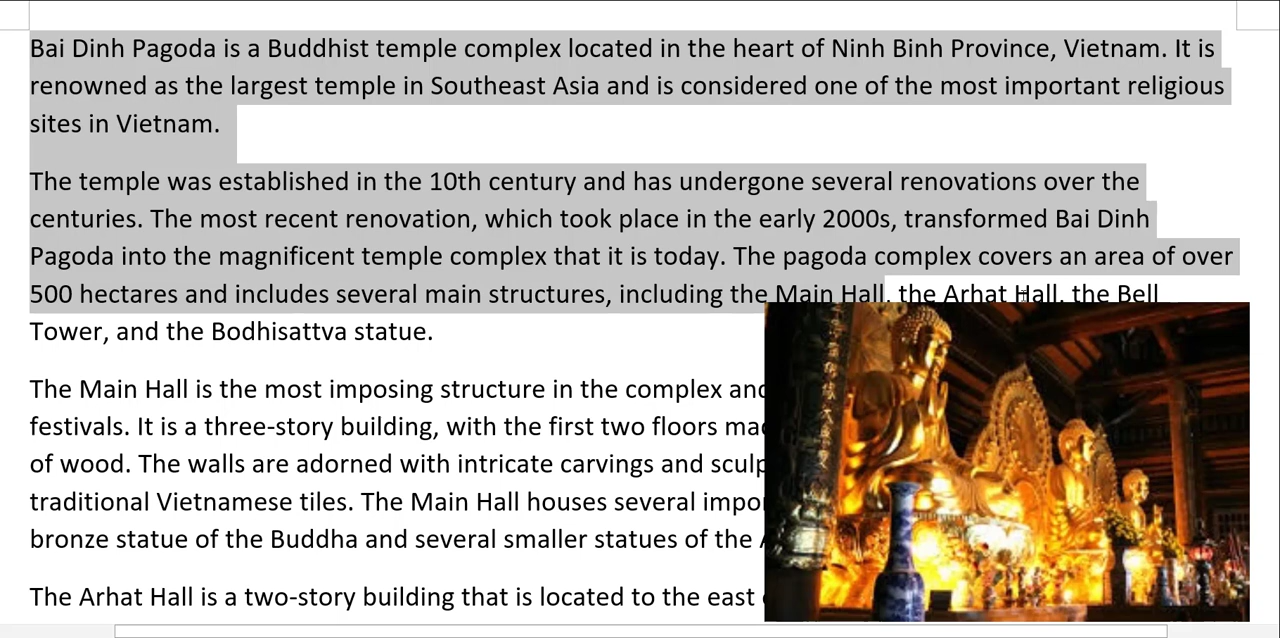 Bai Dinh Pagoda is a Buddhist temple complex located in the heart of Ninh Binh Province, Vietnam. It is
renowned as the largest temple in Southeast Asia and is considered one of the most important religious
sites in Vietnam.
The temple was established in the 10th century and has undergone several renovations over the
centuries. The most recent renovation, which took place in the early 2000s, transformed Bai Dinh
Pagoda into the magnificent temple complex that it is today. The pagoda complex covers an area of over
500 hectares and includes several main structures, including the Main Hall, the Arhat Hall, the Bell
Tower, and the Bodhisattva statue.
The Main Hall is the most imposing structure in the complex and
festivals. It is a three-story building, with the first two floors
of wood. The walls are adorned with intricate carvings and
traditional Vietnamese tiles. The Main Hall houses several
bronze statue of the Buddha and several smaller statues of the
The Arhat Hall is a two-story building that is located to the east